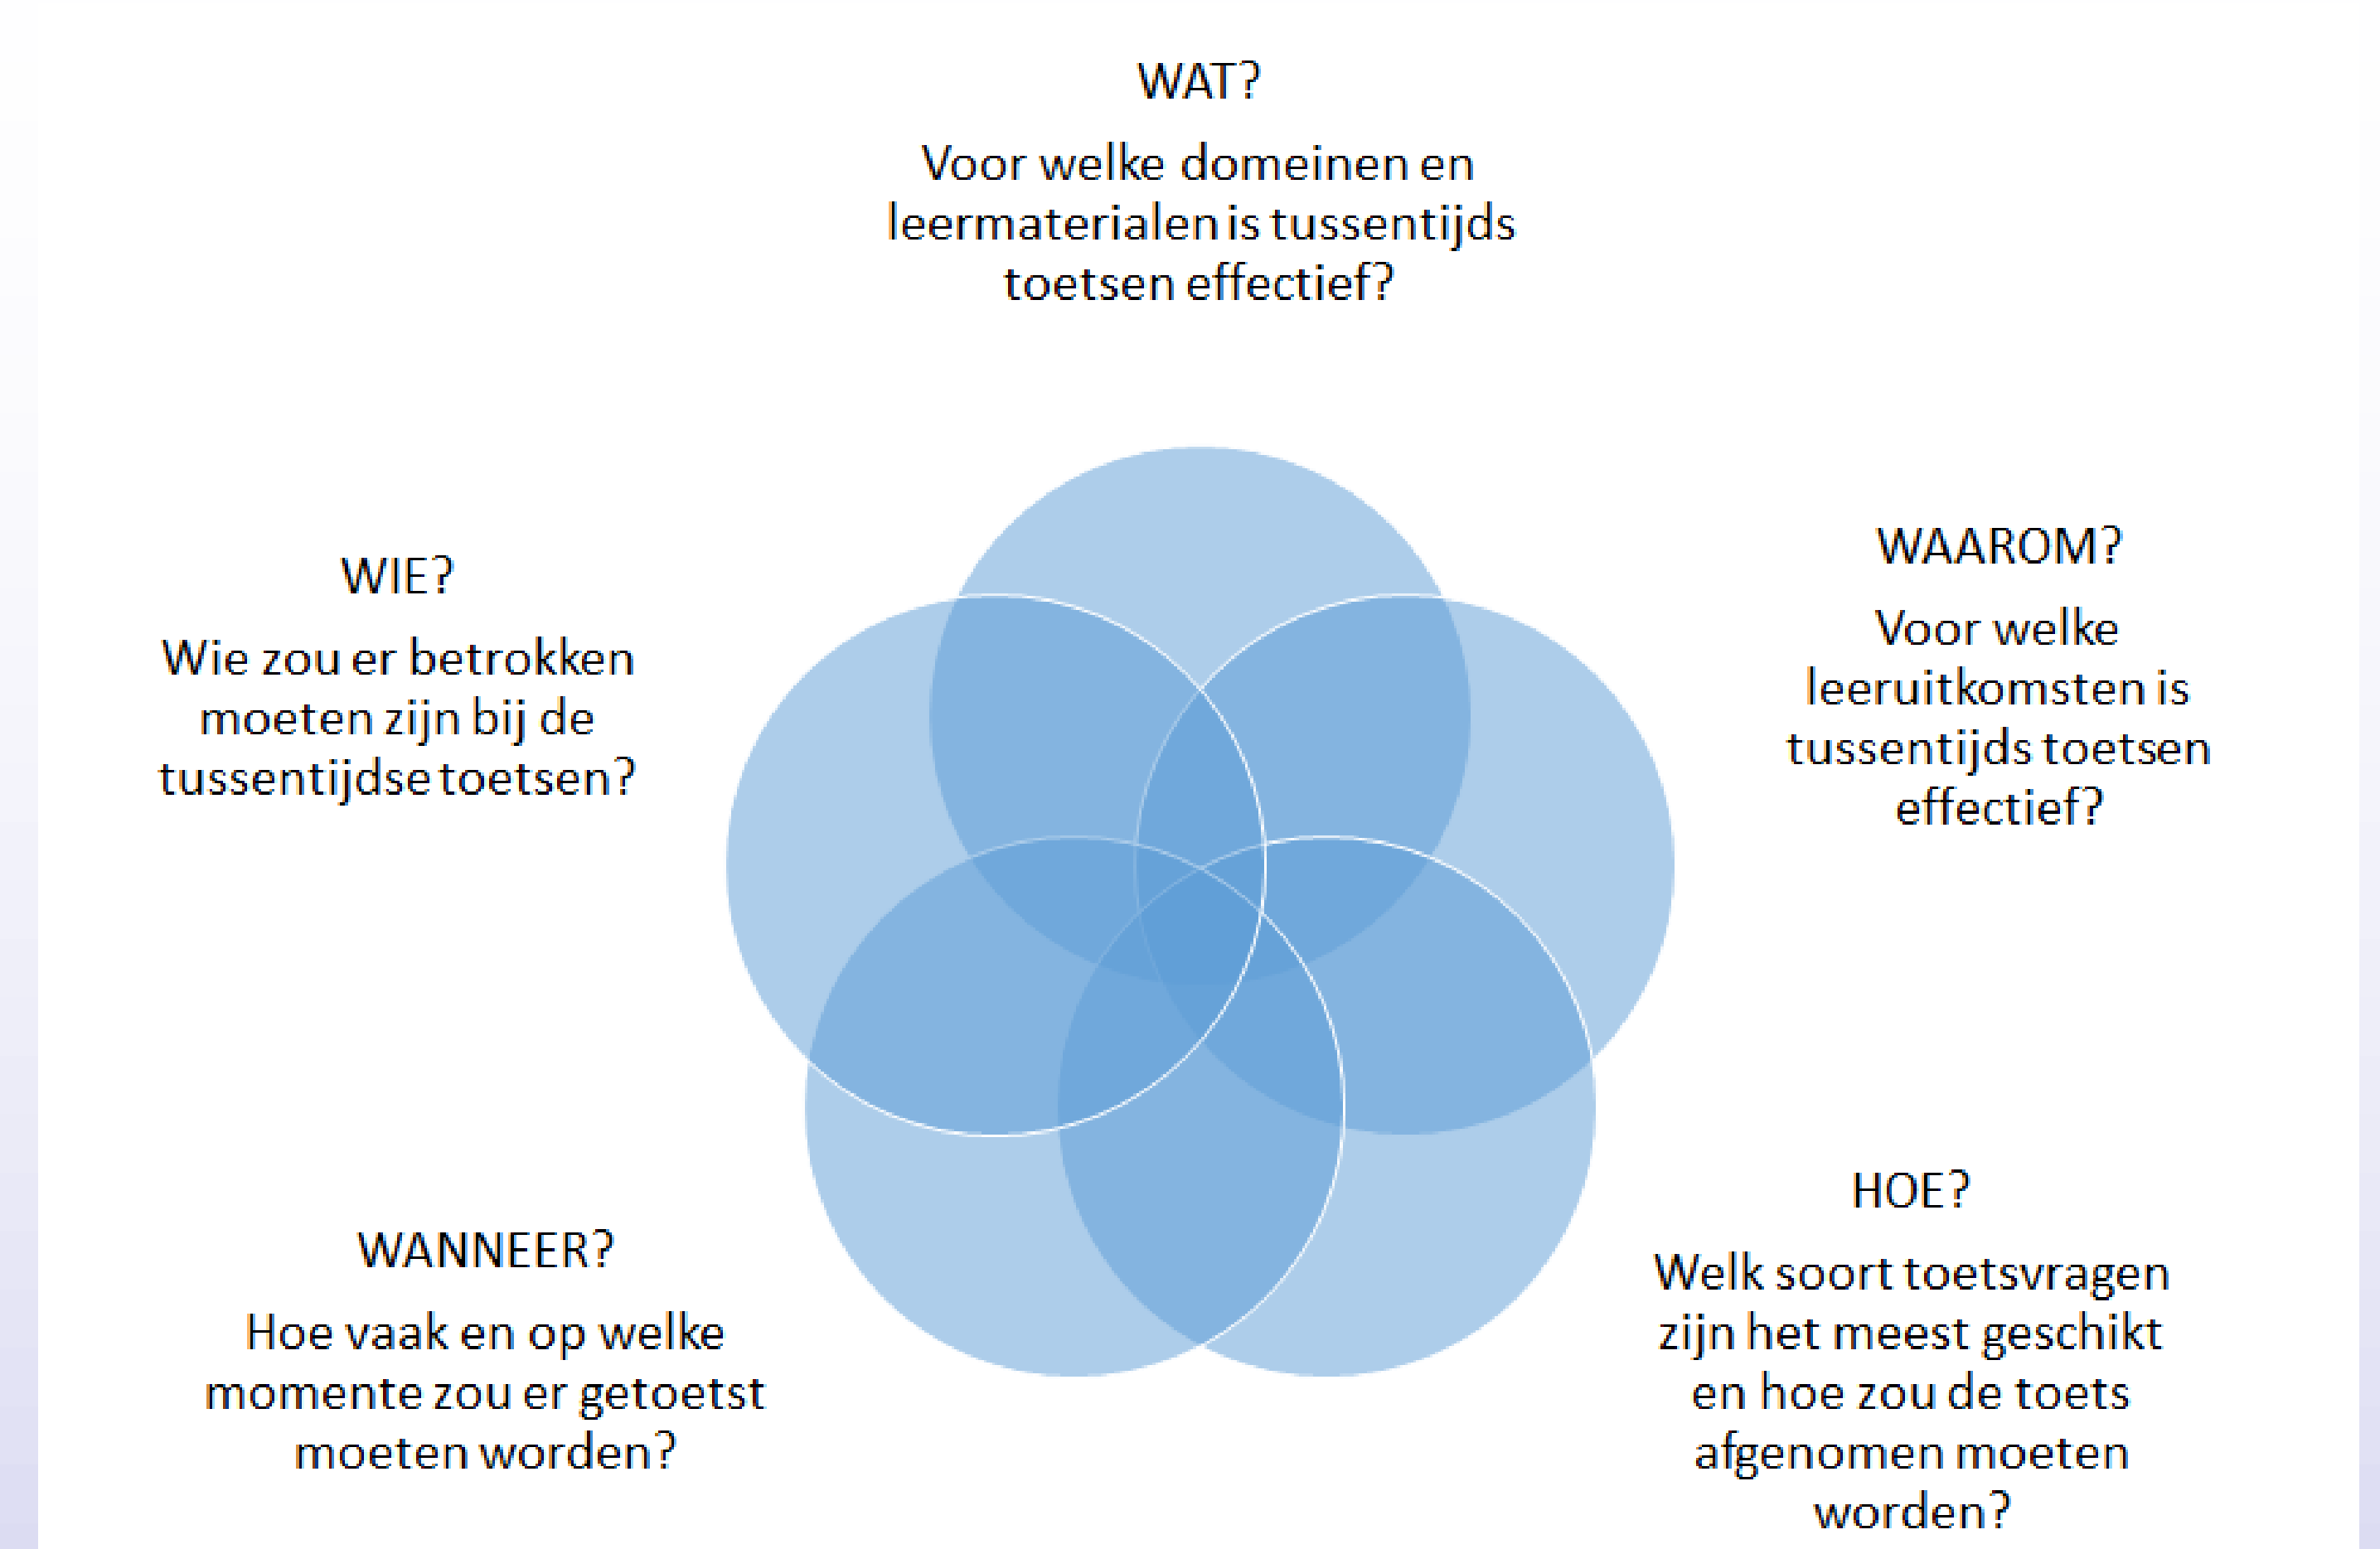 WAT?
Voor welke domeinen en
leermaterialen is tussentijds
toetsen effectief?
WAAROM?
Voor welke
leeruitkomsten is
tussentijds toetsen
effectief?
HOE?
Welk soort toetsvragen
zijn het meest geschikt
en hoe zou de toets
afgenomen moeten
worden?
WANNEER?
Hoe vaak en op welke
momente zou er getoetst
moeten worden?
WIE?
Wie zou er betrokken
moeten zijn bij de
tussentijdse toetsen?